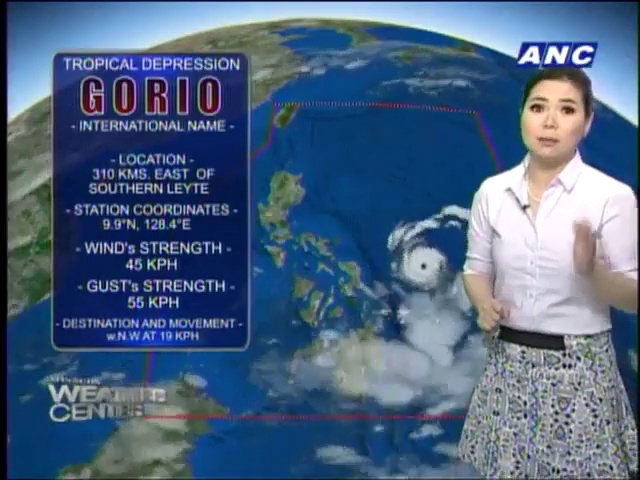 TROPICAL DEPRESSION
GORIO
- INTERNATIONAL NAME -
- LOCATION -
310 KMS. EAST OF
SOUTHERN LEYTE
- STATION COORDINATES -
9.9°N, 128.4°E
- WIND's STRENGTH -
45 KPH
- GUST's STRENGTH -
55 KPH
- DESTINATION AND MOVEMENT -
w.N.W AT 19 KPH
ANC
WEATHER
CENTER